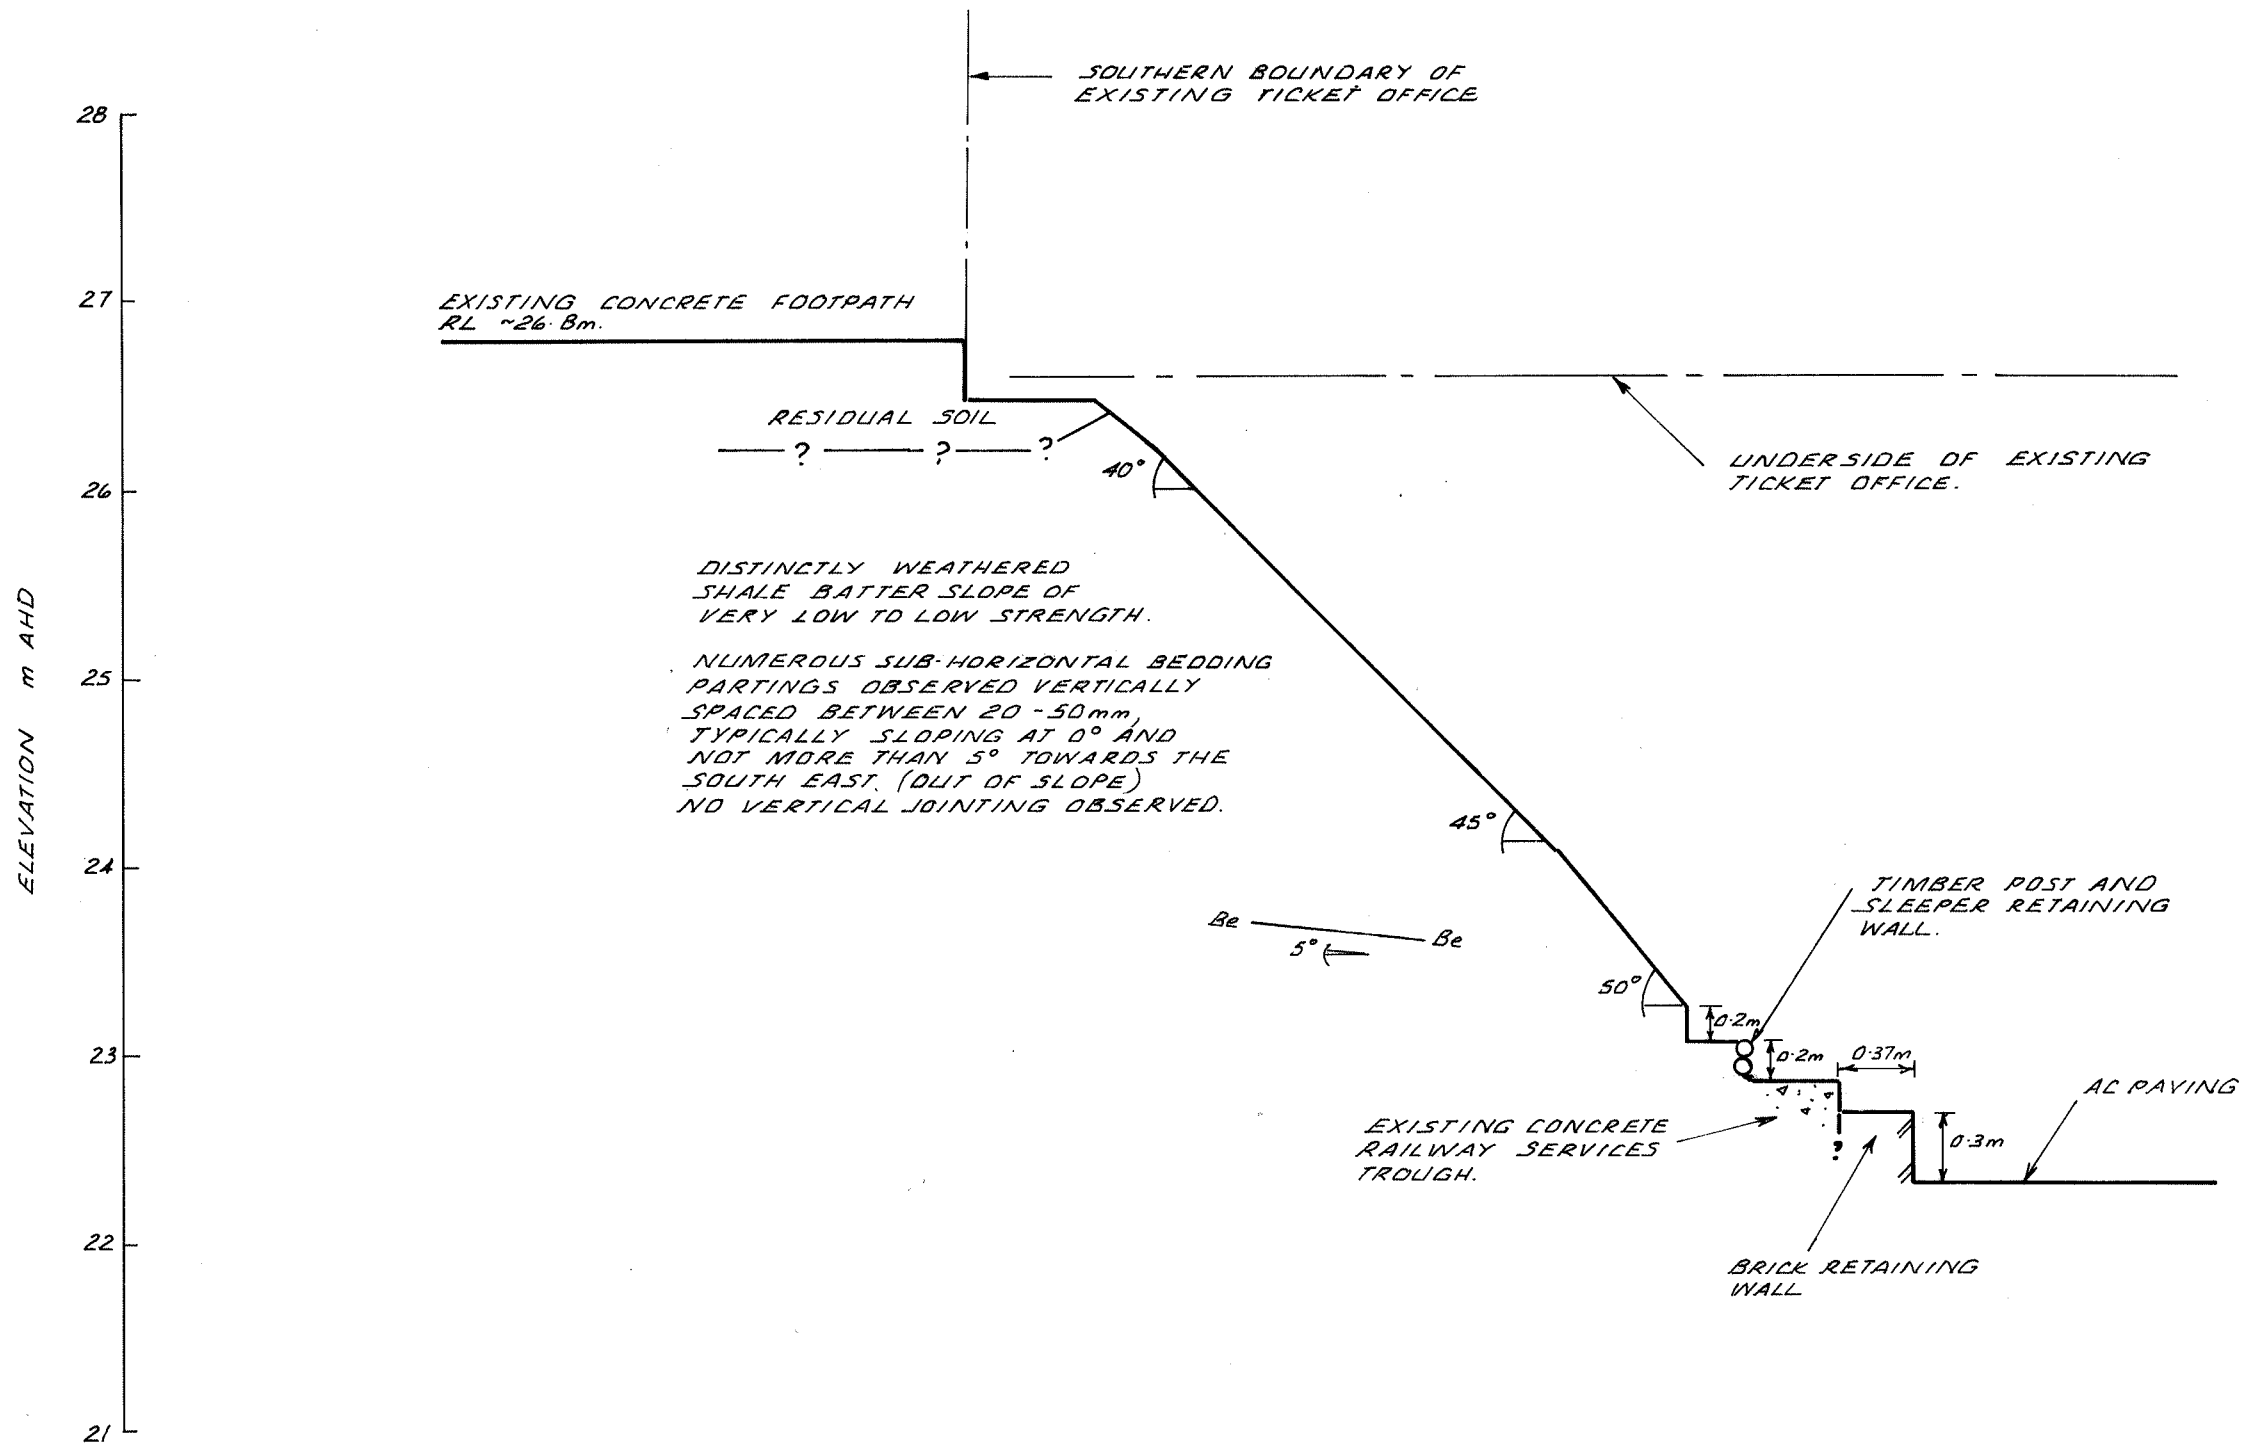 SOUTHERN BOUNDARY OF
EXISTING TICKET OFFICE
28
27
26
25
24
23
22
21
ELEVATION m AHD
EXISTING CONCRETE FOOTPATH
RL ~26.8m.
RESIDUAL SOIL
? ? ?
40°
UNDERSIDE OF EXISTING
TICKET OFFICE.
DISTINCTLY WEATHERED
SHALE BATTER SLOPE OF
VERY LOW TO LOW STRENGTH.
NUMEROUS SUB-HORIZONTAL BEDDING
PARTINGS OBSERVED VERTICALLY
SPACED BETWEEN 20-50mm,
TYPICALLY SLOPING AT 0° AND
NOT MORE THAN 5° TOWARDS THE
SOUTH EAST. (OUT OF SLOPE)
NO VERTICAL JOINTING OBSERVED.
45°
Be Be
5°
50°
TIMBER POST AND
SLEEPER RETAINING
WALL.
0.2m
0.2m
0.37m
AC PAVING
EXISTING CONCRETE
RAILWAY SERVICES
TROUGH.
?
0.3m
BRICK RETAINING
WALL